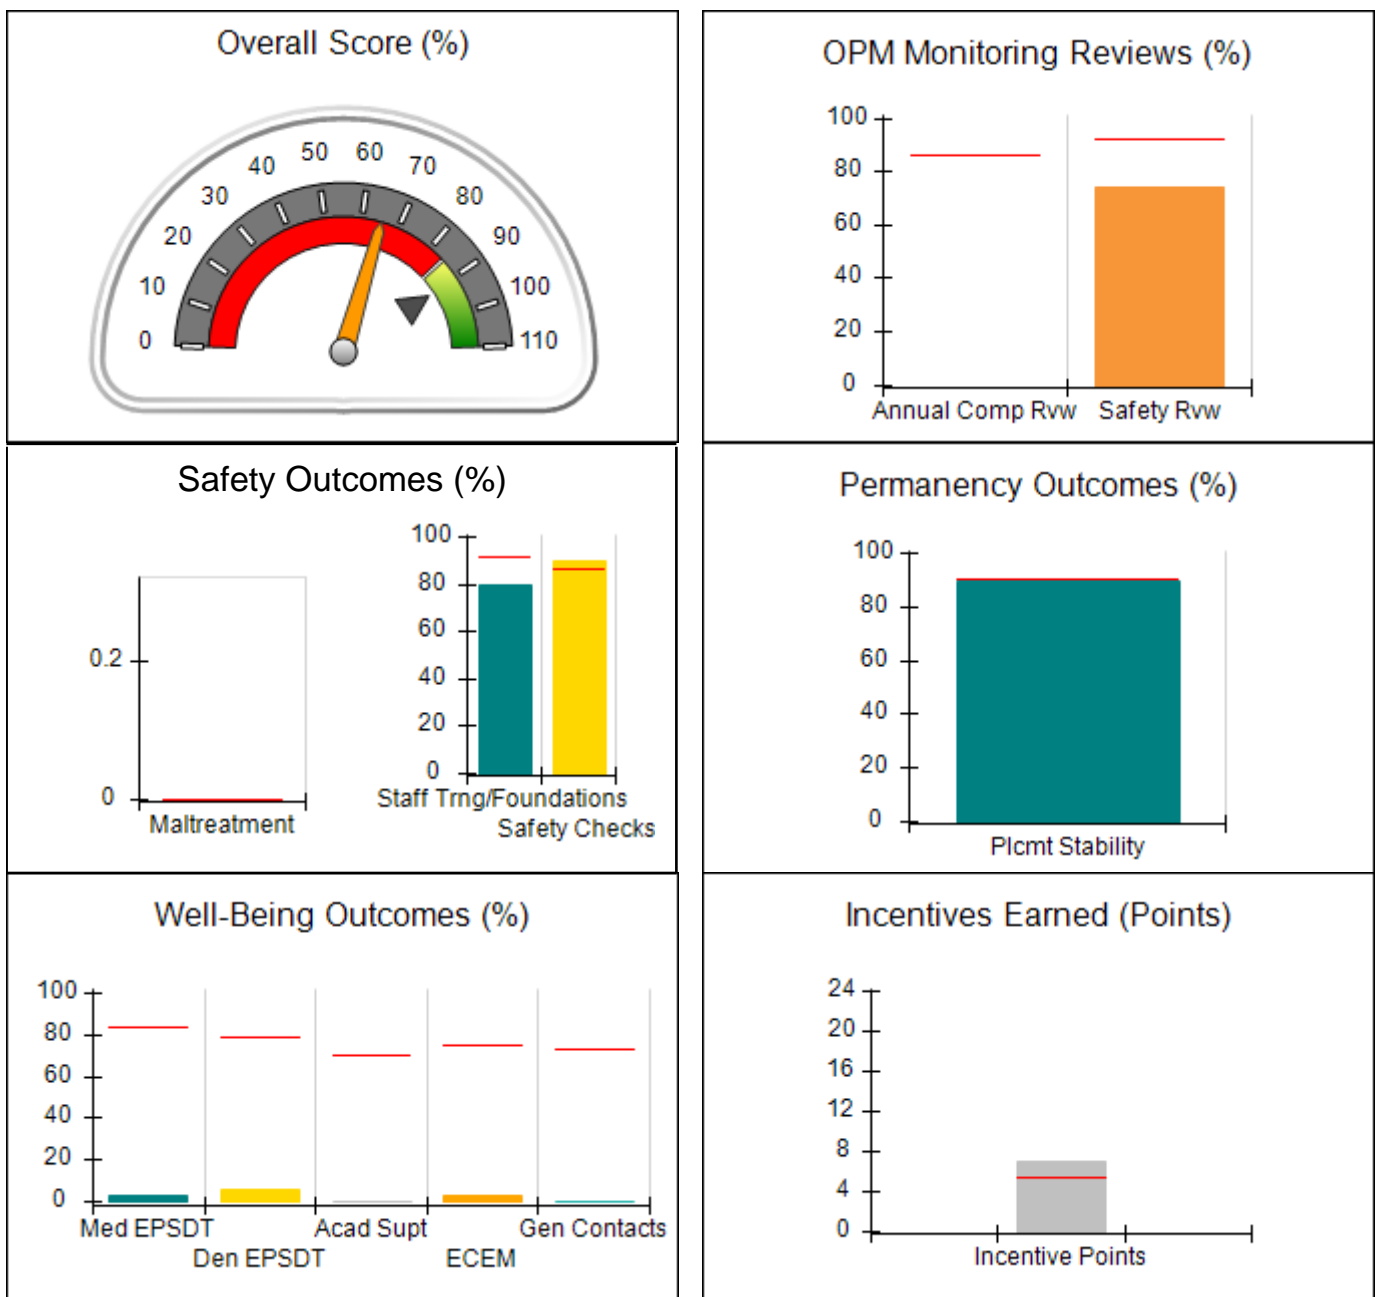 Overall Score (%)
0
10
20
30
40
50
60
70
80
90
100
110
OPM Monitoring Reviews (%)
100
80
60
40
20
0
Annual Comp Rvw
Safety Rvw
Safety Outcomes (%)
0.2
0
Maltreatment
100
80
60
40
20
0
Staff Trng/Foundations
Safety Checks
Permanency Outcomes (%)
100
80
60
40
20
0
Plcmt Stability
Well-Being Outcomes (%)
100
80
60
40
20
0
Med EPSDT
Den EPSDT
Acad Supt
ECEM
Gen Contacts
Incentives Earned (Points)
24
20
16
12
8
4
0
Incentive Points